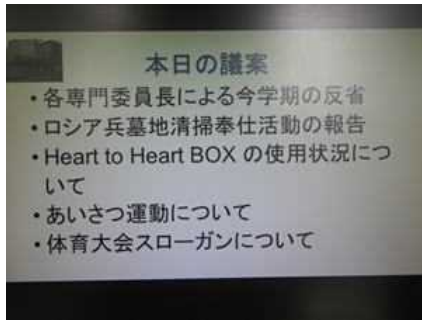 本日の議案
・各専門委員長による今学期の反省
・ロシア兵墓地清掃奉仕活動の報告
・Heart to Heart BOX の使用状況につ
いて
・あいさつ運動について
・体育大会スローガンについて